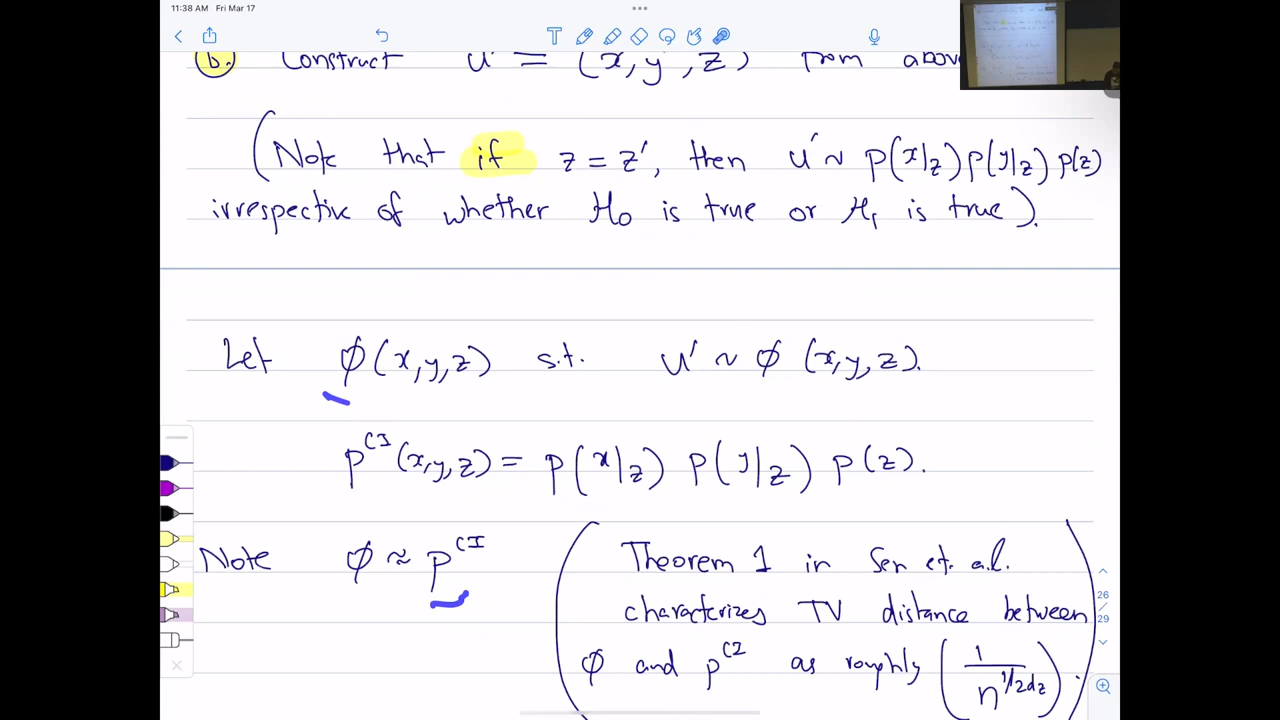 11:38 AM Fri Mar 17
b. Construct u' = (x, y', z) from above
(Note that if z = z', then u' ~ p(x|z) p(y|z) p(z)
irrespective of whether H₀ is true or H₁ is true).
Let ϕ(x,y,z) s.t. u' ~ ϕ (x,y,z).
p^{CI}(x,y,z) = p(x|z) p(y|z) p(z).
Note ϕ ≈ p^{CI}
(Theorem 1 in Sen et. al.
characterizes TV distance between
ϕ and p^{CI} as roughly (1/n^{1/2dz}).
26
/
29